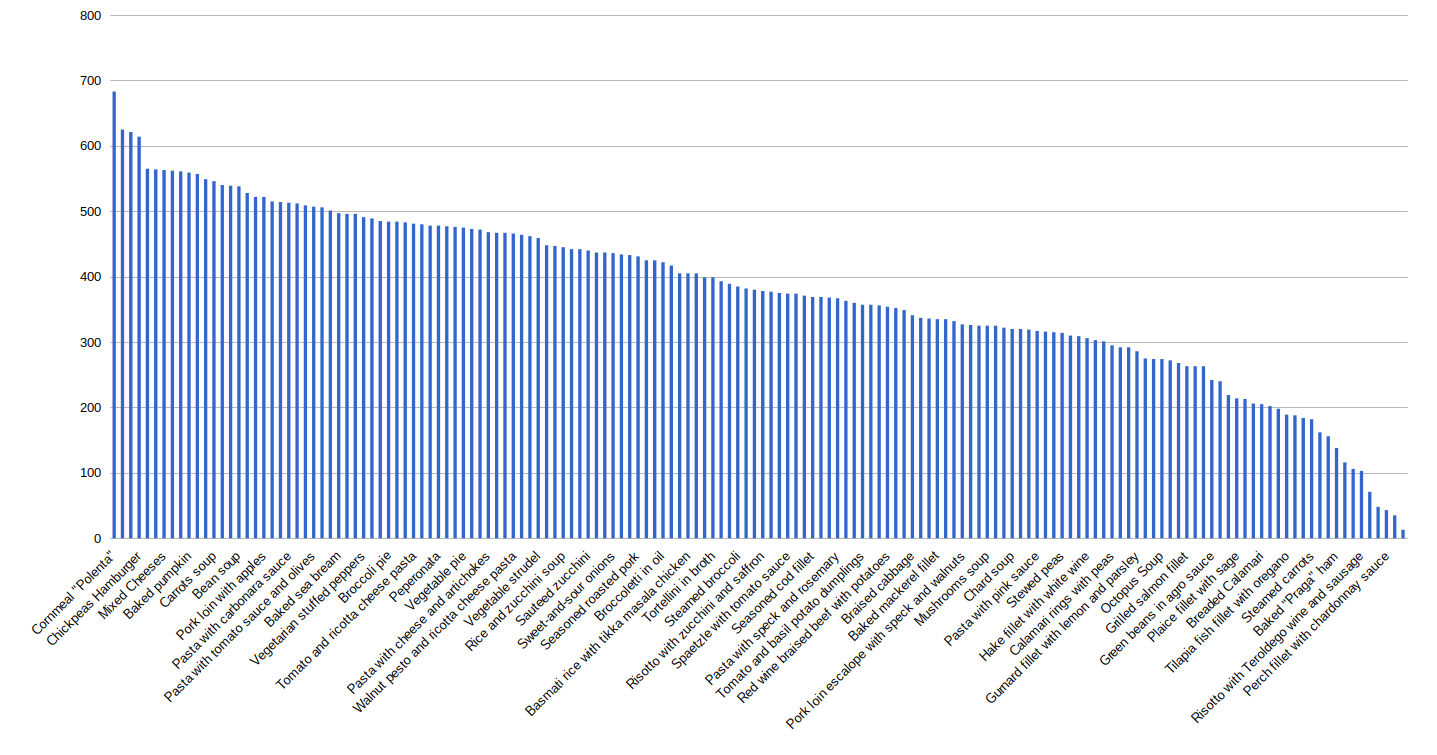 800
700
600
500
400
300
200
100
0
Cornmeal "Polenta"
Chickpeas Hamburger
Mixed Cheeses
Baked pumpkin
Carrots soup
Bean soup
Pork loin with apples
Pasta with carbonara sauce
Pasta with tomato sauce and olives
Baked sea bream
Vegetarian stuffed peppers
Broccoli pie
Tomato and ricotta cheese pasta
Peperonata
Vegetable pie
Pasta with cheese and artichokes
Walnut pesto and ricotta cheese pasta
Vegetable strudel
Rice and zucchini soup
Sauteed zucchini
Sweet-and-sour onions
Seasoned roasted pork
Broccoletti in oil
Basmati rice with tikka masala chicken
Tortellini in broth
Steamed broccoli
Risotto with zucchini and saffron
Spaetzle with tomato sauce
Seasoned cod fillet
Pasta with speck and rosemary
Tomato and basil potato dumplings
Red wine braised beef with potatoes
Braised cabbage
Baked mackerel fillet
Pork loin escalope with speck and walnuts
Mushrooms soup
Chard soup
Pasta with pink sauce
Stewed peas
Hake fillet with white wine
Calamari rings with peas
Gurnard fillet with lemon and parsley
Octopus Soup
Grilled salmon fillet
Green beans in agro sauce
Plaice fillet with sage
Breaded Calamari
Tilapia fish fillet with oregano
Steamed carrots
Baked "Praga" ham
Risotto with Teroldego wine and sausage
Perch fillet with chardonnay sauce